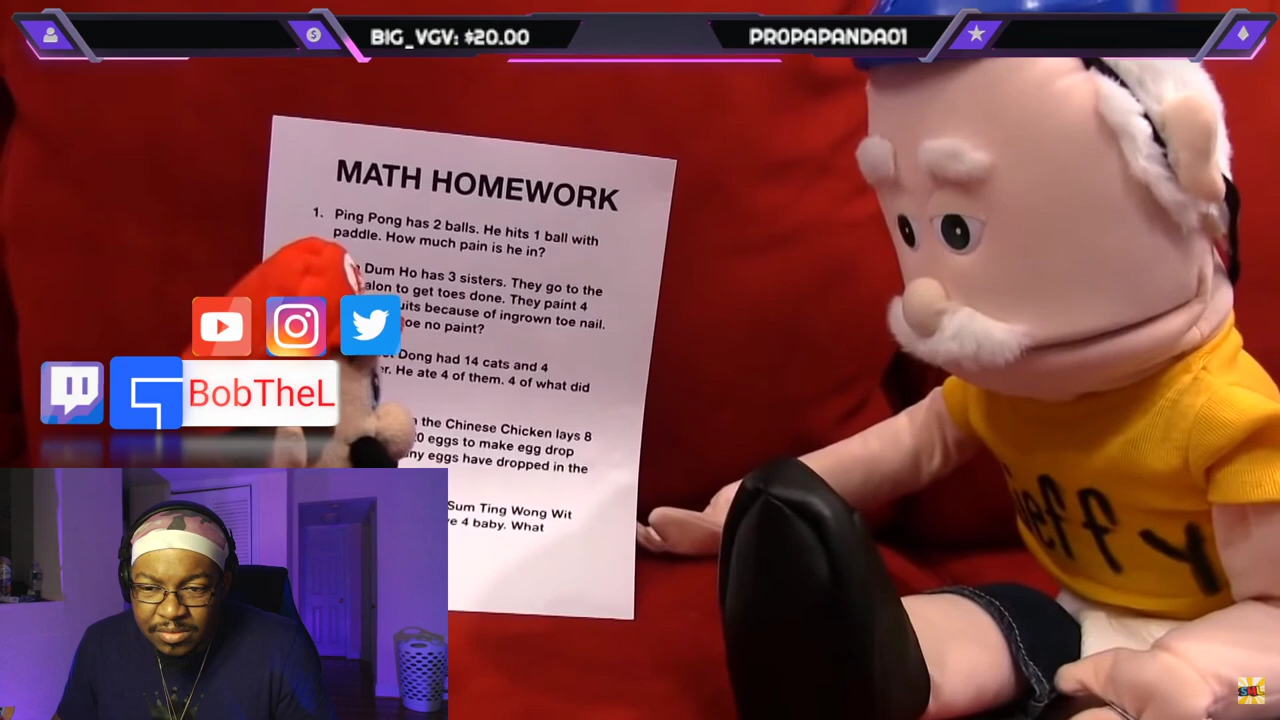 BIG_VGV: $20.00
PR0PAPANDA01
MATH HOMEWORK
1. Ping Pong has 2 balls. He hits 1 ball with
paddle. How much pain is he in?
Dum Ho has 3 sisters. They go to the
alon to get toes done. They paint 4
uits because of ingrown toe nail.
oe no paint?
Dong had 14 cats and 4
er. He ate 4 of them. 4 of what did
the Chinese Chicken lays 8
0 eggs to make egg drop
ny eggs have dropped in the
Sum Ting Wong Wit
e 4 baby. What
BobTheL
Jeffy
SML